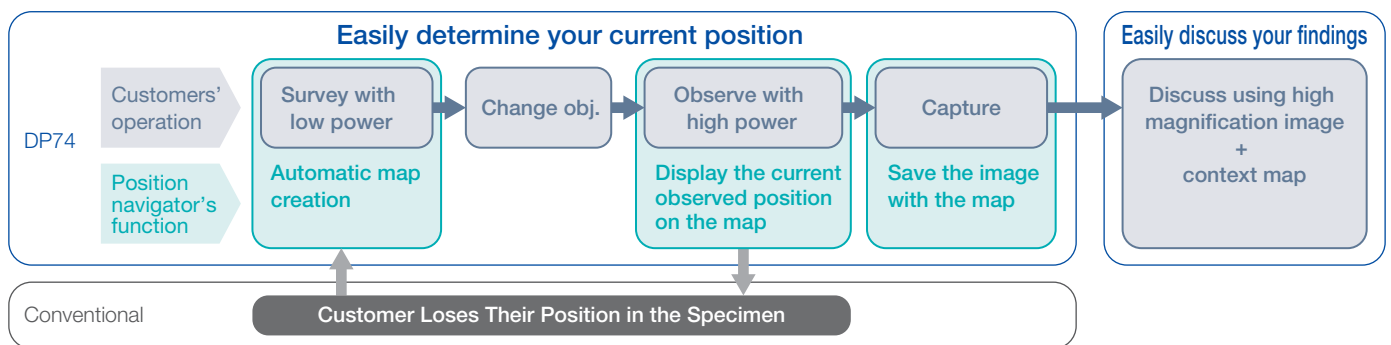 Easily determine your current position
Easily discuss your findings
DP74
Customers’
operation
Survey with
low power
Change obj.
Observe with
high power
Capture
Discuss using high
magnification image
+
context map
Position
navigator’s
function
Automatic map
creation
Display the current
observed position
on the map
Save the image
with the map
Conventional
Customer Loses Their Position in the Specimen